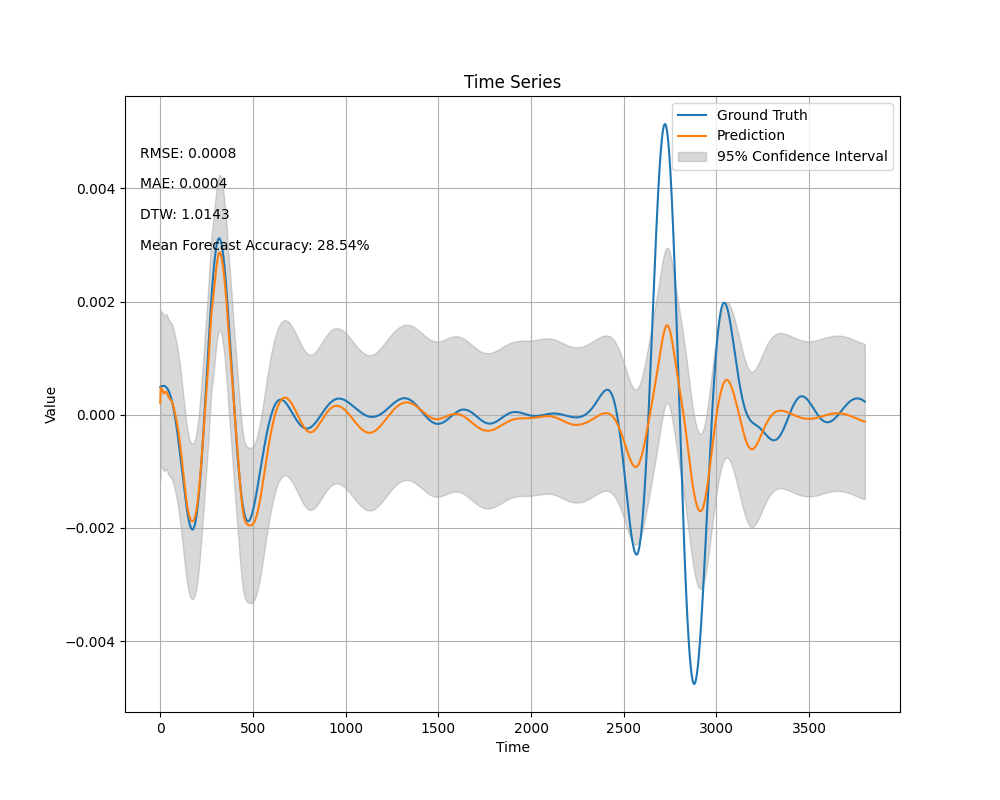 Time Series
Ground Truth
Prediction
95% Confidence Interval
RMSE: 0.0008
MAE: 0.0004
DTW: 1.0143
Mean Forecast Accuracy: 28.54%
0.004
0.002
0.000
−0.002
−0.004
Value
0 500 1000 1500 2000 2500 3000 3500
Time